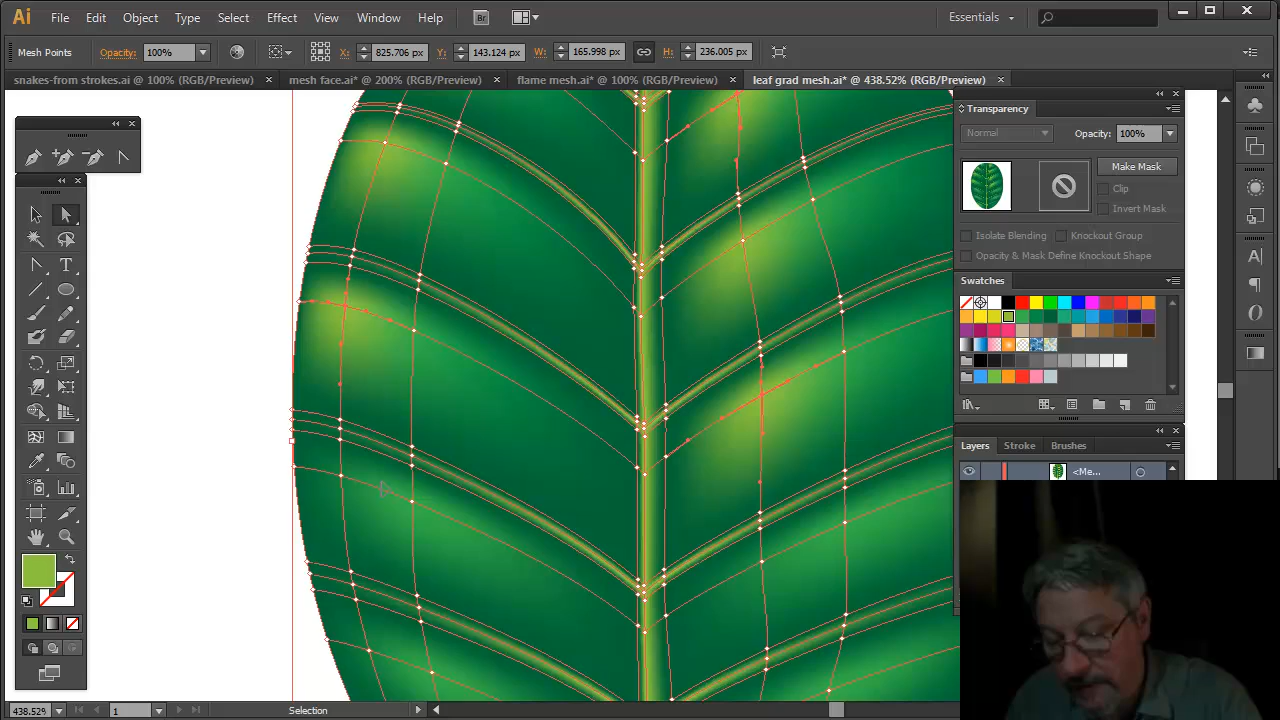 Ai File Edit Object Type Select Effect View Window Help Br Essentials
Mesh Points Opacity: 100% X: 825.706 px Y: 143.124 px W: 165.998 px H: 236.005 px
snakes-from strokes.ai @ 100% (RGB/Preview) × mesh face.ai* @ 200% (RGB/Preview) × flame mesh.ai* @ 100% (RGB/Preview) × leaf grad mesh.ai* @ 438.52% (RGB/Preview) ×
Transparency
Normal Opacity: 100%
Make Mask
Clip
Invert Mask
Isolate Blending Knockout Group
Opacity & Mask Define Knockout Shape
Swatches
Layers Stroke Brushes
<Me...
438.52% 1 Selection